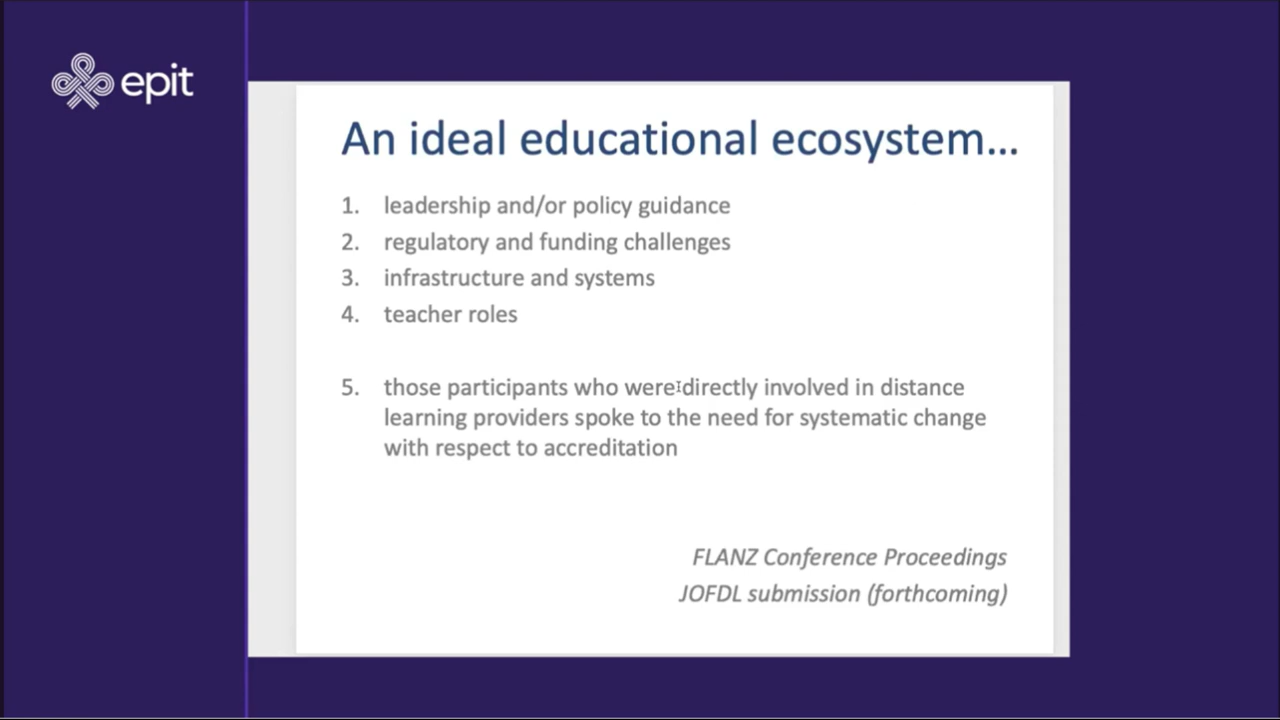 epit
An ideal educational ecosystem...
1. leadership and/or policy guidance
2. regulatory and funding challenges
3. infrastructure and systems
4. teacher roles
5. those participants who were directly involved in distance
learning providers spoke to the need for systematic change
with respect to accreditation
FLANZ Conference Proceedings
JOFDL submission (forthcoming)